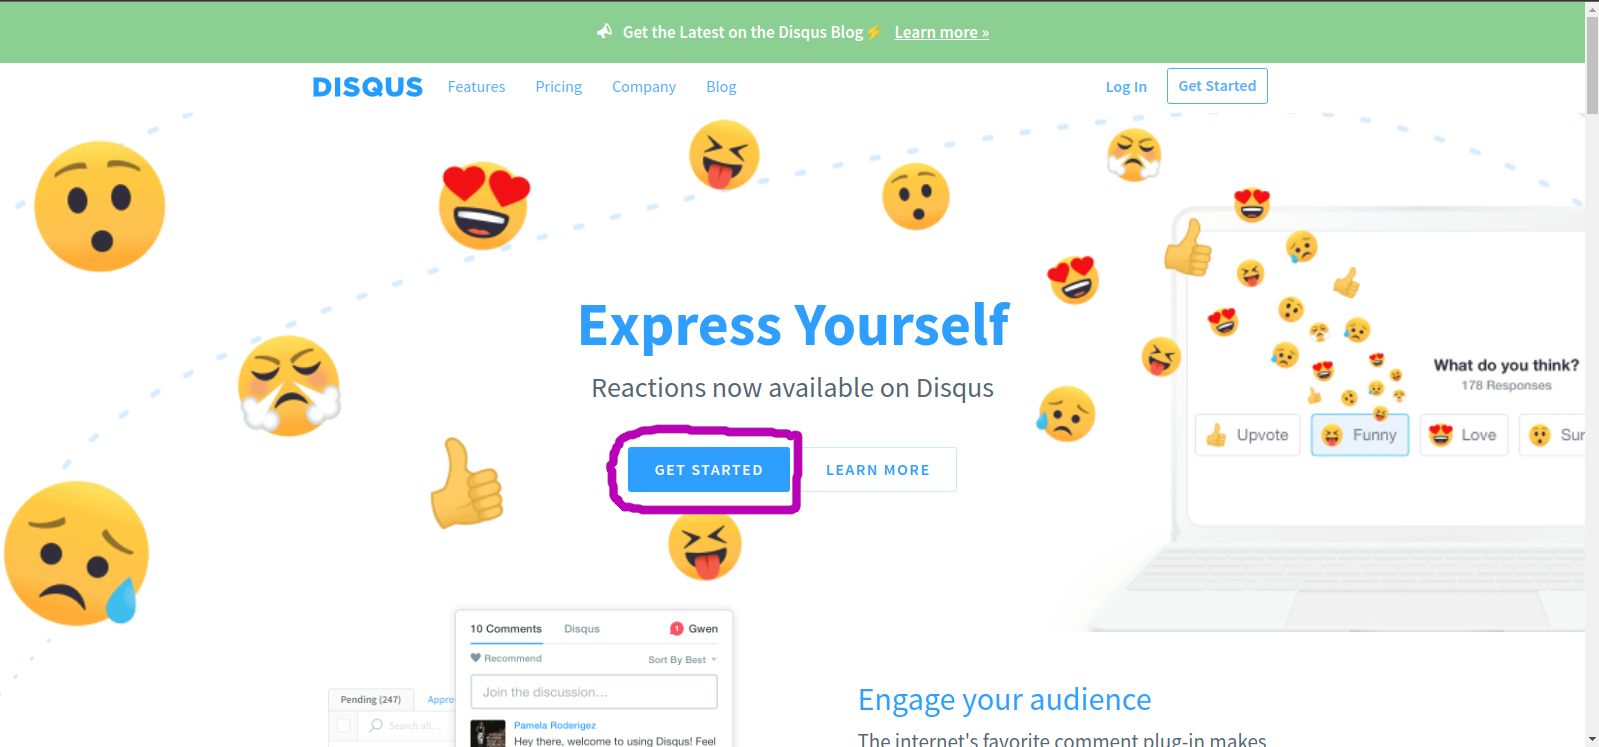 Get the Latest on the Disqus Blog⚡ Learn more »
DISQUS Features Pricing Company Blog Log In Get Started
Express Yourself
Reactions now available on Disqus
What do you think?
178 Responses
Upvote Funny Love Sur
GET STARTED LEARN MORE
10 Comments Disqus 1 Gwen
Recommend Sort By Best
Join the discussion...
Pending (247) Appro
Search all...
Pamela Roderigez
Hey there, welcome to using Disqus! Feel
Engage your audience
The internet's favorite comment plug-in makes